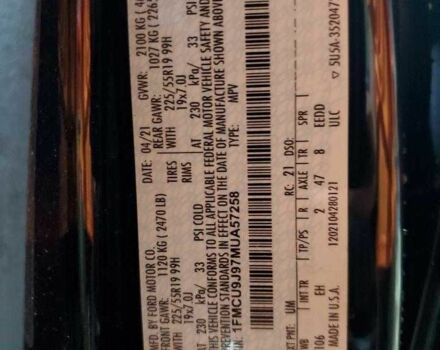 MFD. BY FORD MOTOR CO.
DATE: 04/21 GVWR: 2100 KG
1120 KG (2470 LB) REAR GAWR: 1027 KG
225/55R19 99H TIRES WITH 225/55R19 99H
19x7.0J RIMS 19x7.0J
AT 230 kPa/ 33 PSI COLD AT 230 kPa/ 33 PSI
THIS VEHICLE CONFORMS TO ALL APPLICABLE FEDERAL MOTOR VEHICLE SAFETY AND
PREVENTION STANDARDS IN EFFECT ON THE DATE OF MANUFACTURE SHOWN ABOVE.
VIN: 1FMCU9J97MUA57258 TYPE: MPV
EXT PNT: UM RC: 21 DSO:
WB INT TR TP/PS R AXLE TR SPR
106 EH 2 47 8 EEDD
MADE IN U.S.A. 1202104280121 ULC